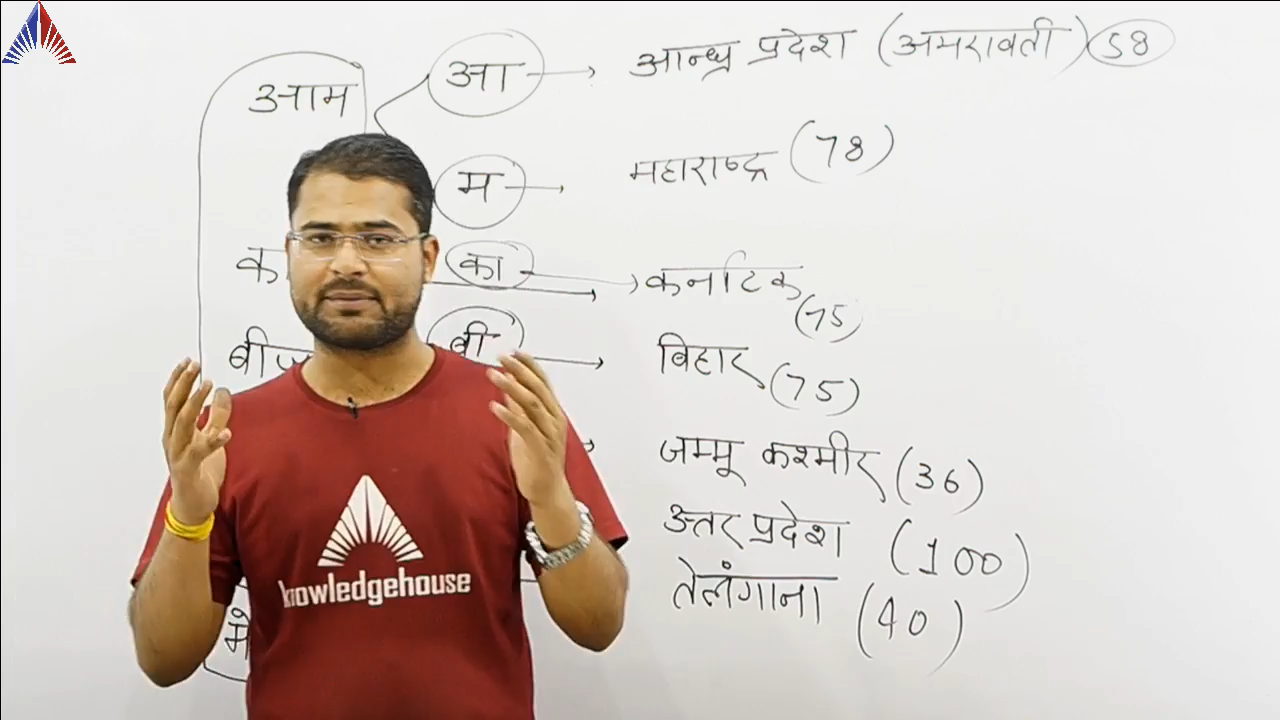 आम आ आन्ध्र प्रदेश (अमरावती) 58
म महाराष्ट्र (78)
का कर्नाटक (75)
बी बिहार (75)
जम्मू कश्मीर (36)
उत्तर प्रदेश (100)
knowledgehouse
तेलंगाना (40)